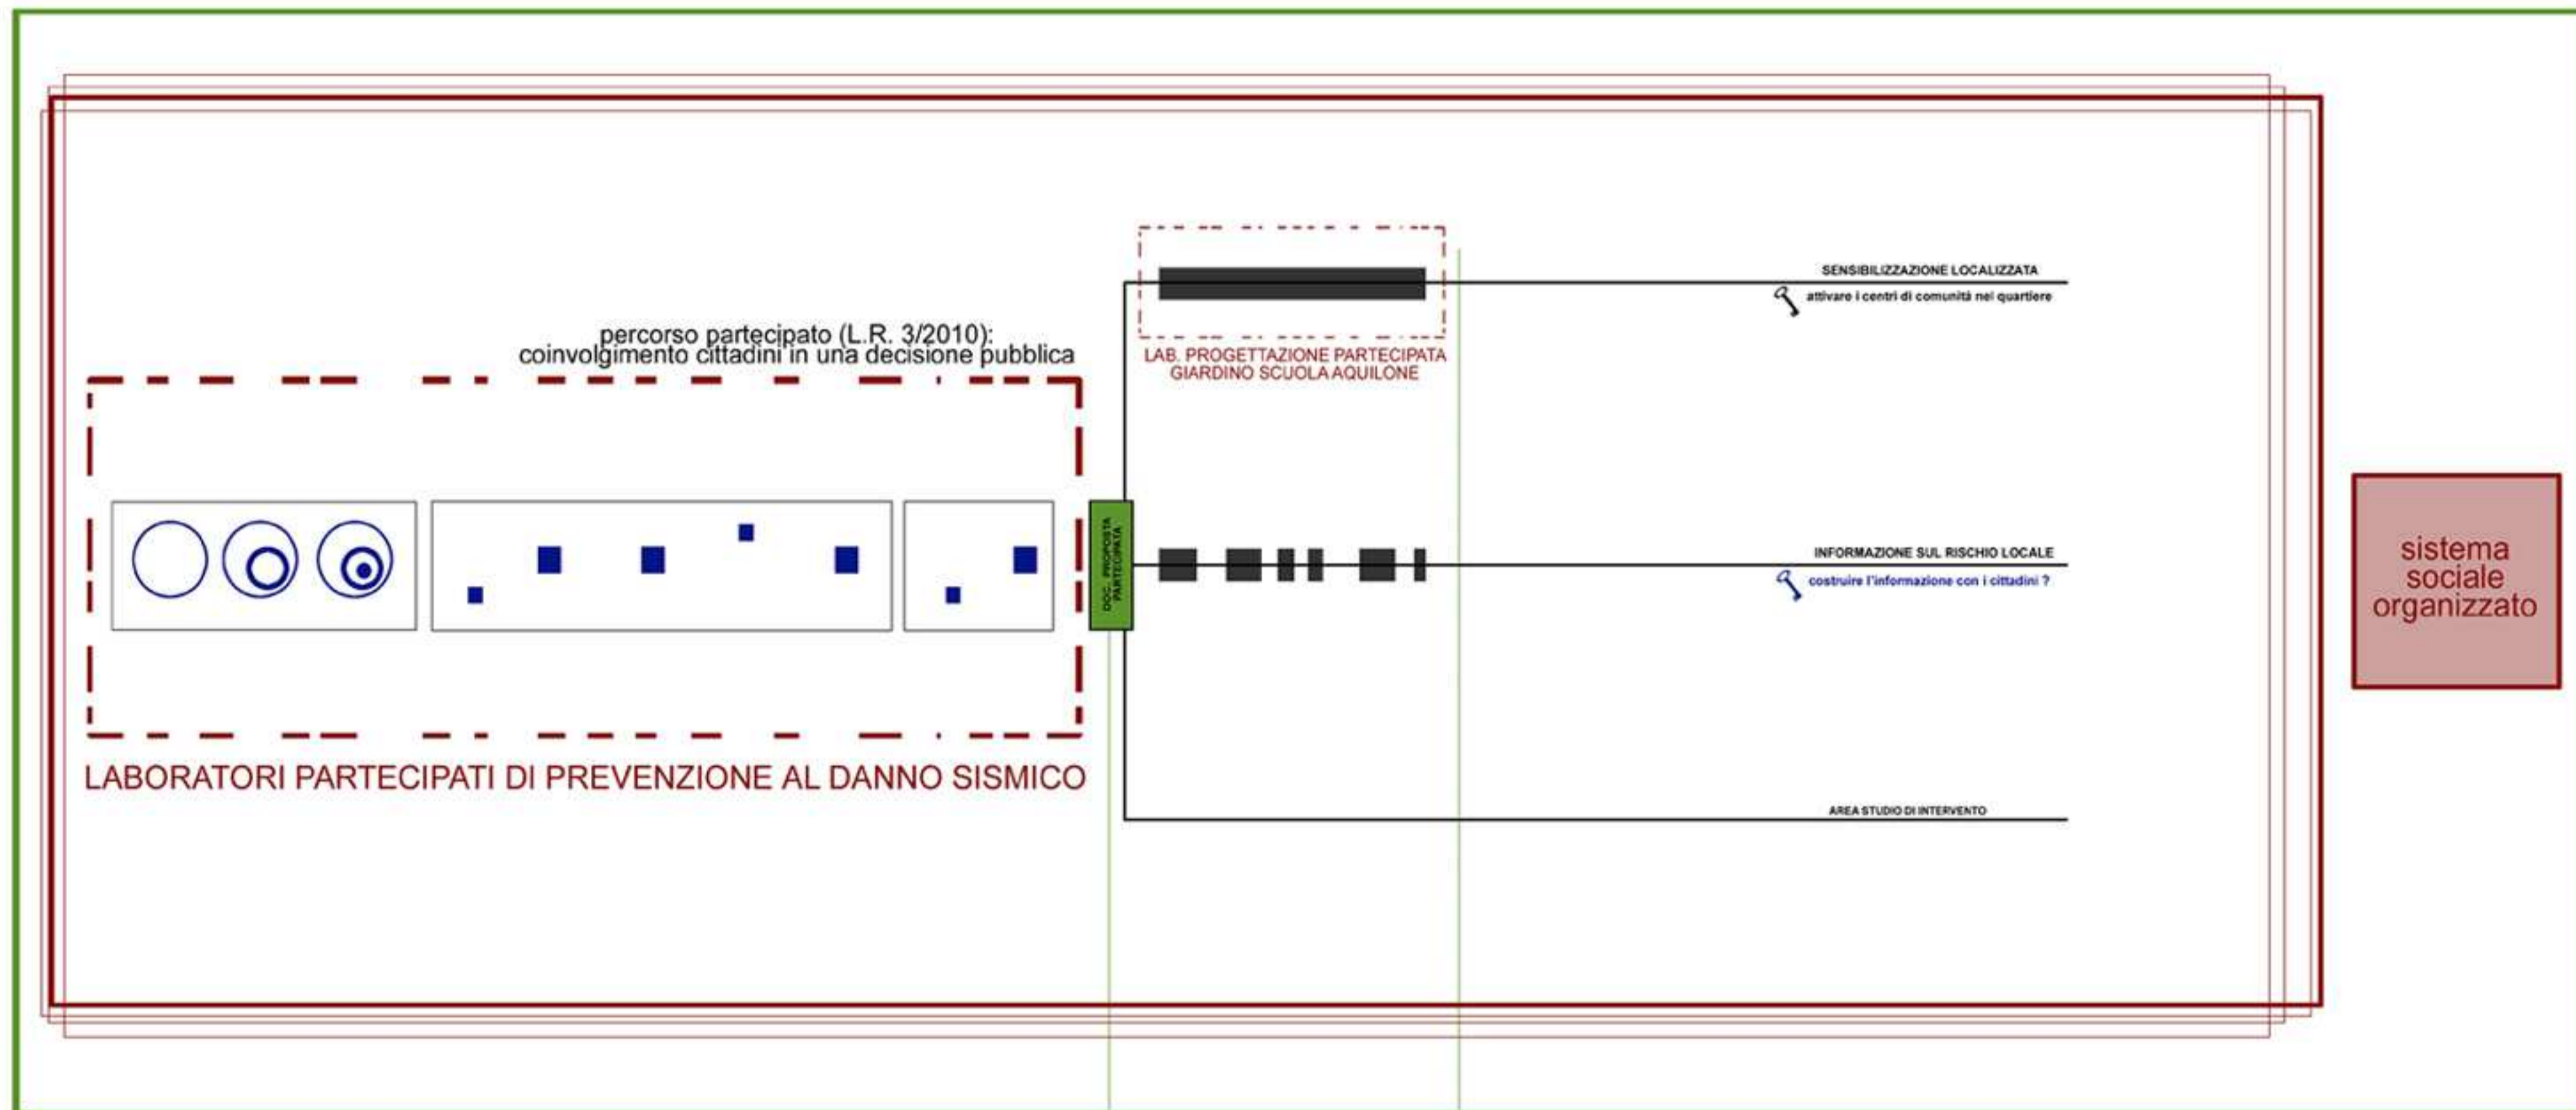 percorso partecipato (L.R. 3/2010):
coinvolgimento cittadini in una decisione pubblica
LABORATORI PARTECIPATI DI PREVENZIONE AL DANNO SISMICO
DOC. PROPOSTA
PARTECIPATA
LAB. PROGETTAZIONE PARTECIPATA
GIARDINO SCUOLA AQUILONE
SENSIBILIZZAZIONE LOCALIZZATA
attivare i centri di comunità nel quartiere
INFORMAZIONE SUL RISCHIO LOCALE
costruire l'informazione con i cittadini ?
AREA STUDIO DI INTERVENTO
sistema
sociale
organizzato